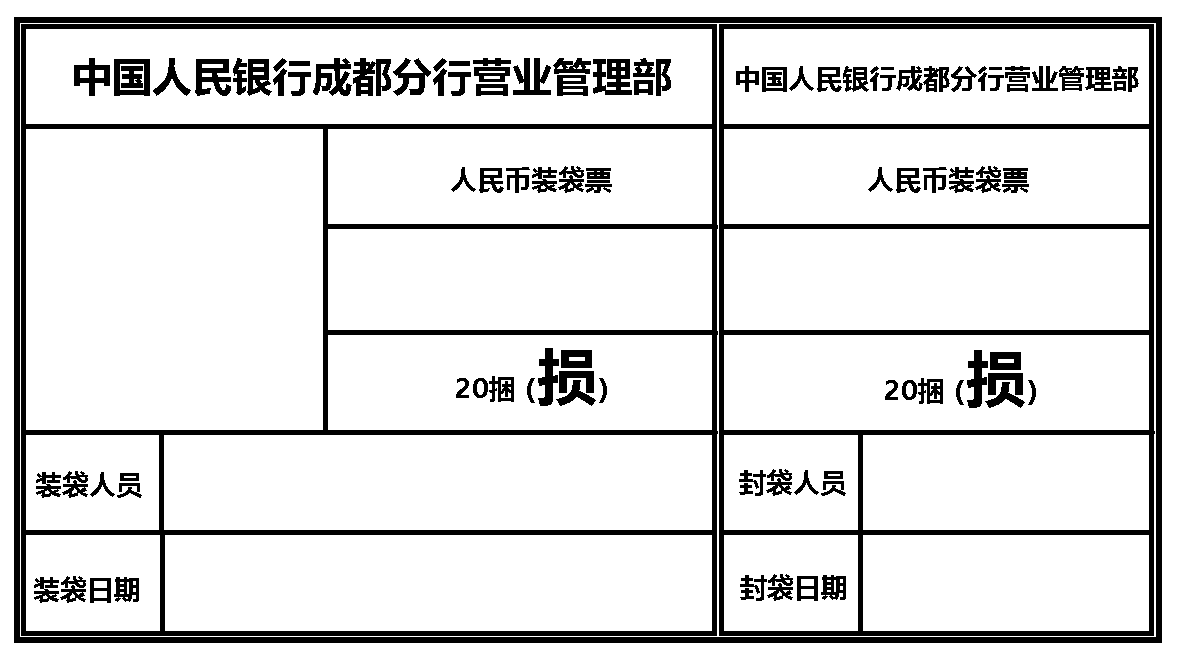 中国人民银行成都分行营业管理部
人民币装袋票
20捆 (损)
装袋人员
装袋日期
中国人民银行成都分行营业管理部
人民币装袋票
20捆 (损)
封袋人员
封袋日期